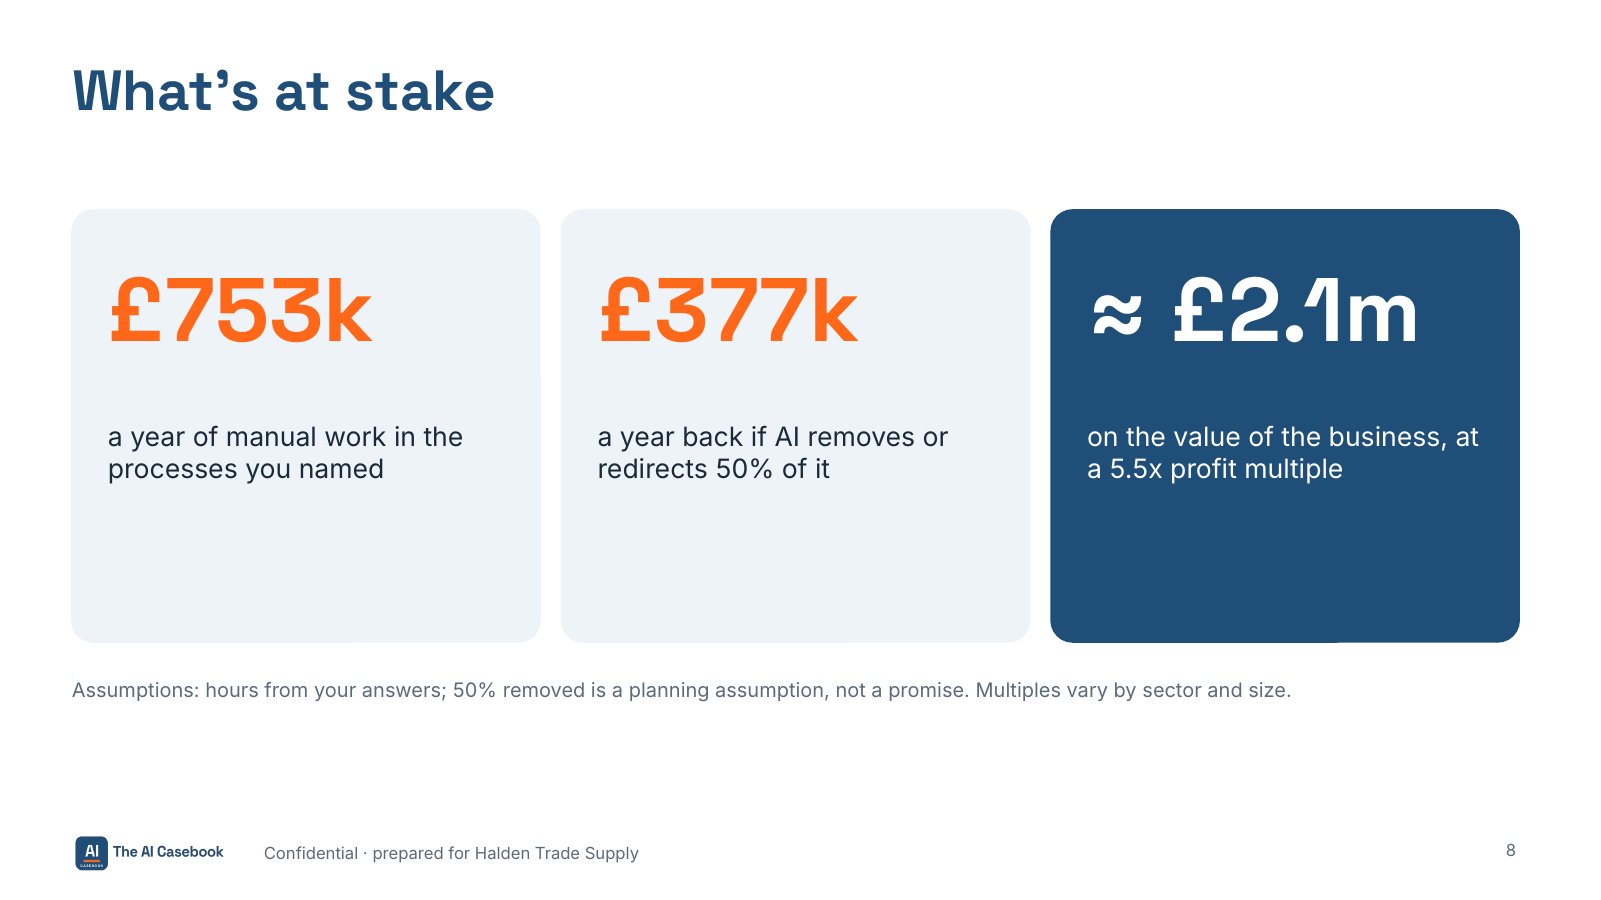 What's at stake
£753k
a year of manual work in the
processes you named
£377k
a year back if AI removes or
redirects 50% of it
≈ £2.1m
on the value of the business, at
a 5.5x profit multiple
Assumptions: hours from your answers; 50% removed is a planning assumption, not a promise. Multiples vary by sector and size.
AI
CASEBOOK
The AI Casebook
Confidential · prepared for Halden Trade Supply
8